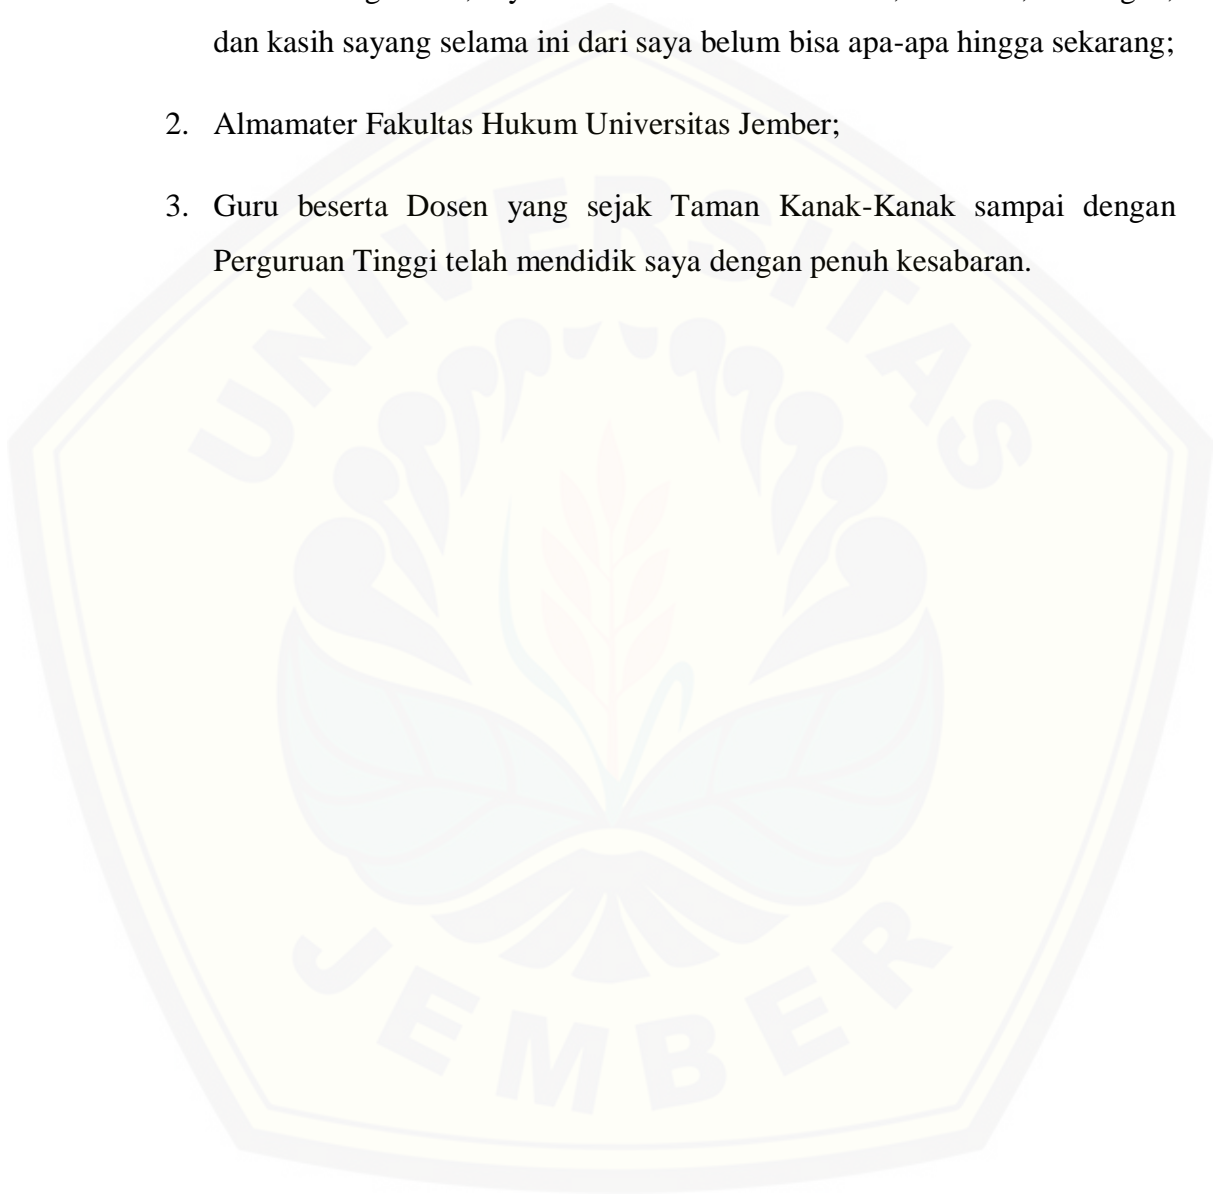 dan kasih sayang selama ini dari saya belum bisa apa-apa hingga sekarang;
2. Almamater Fakultas Hukum Universitas Jember;
3. Guru beserta Dosen yang sejak Taman Kanak-Kanak sampai dengan
Perguruan Tinggi telah mendidik saya dengan penuh kesabaran.
UNIVERSITAS
JEMBER